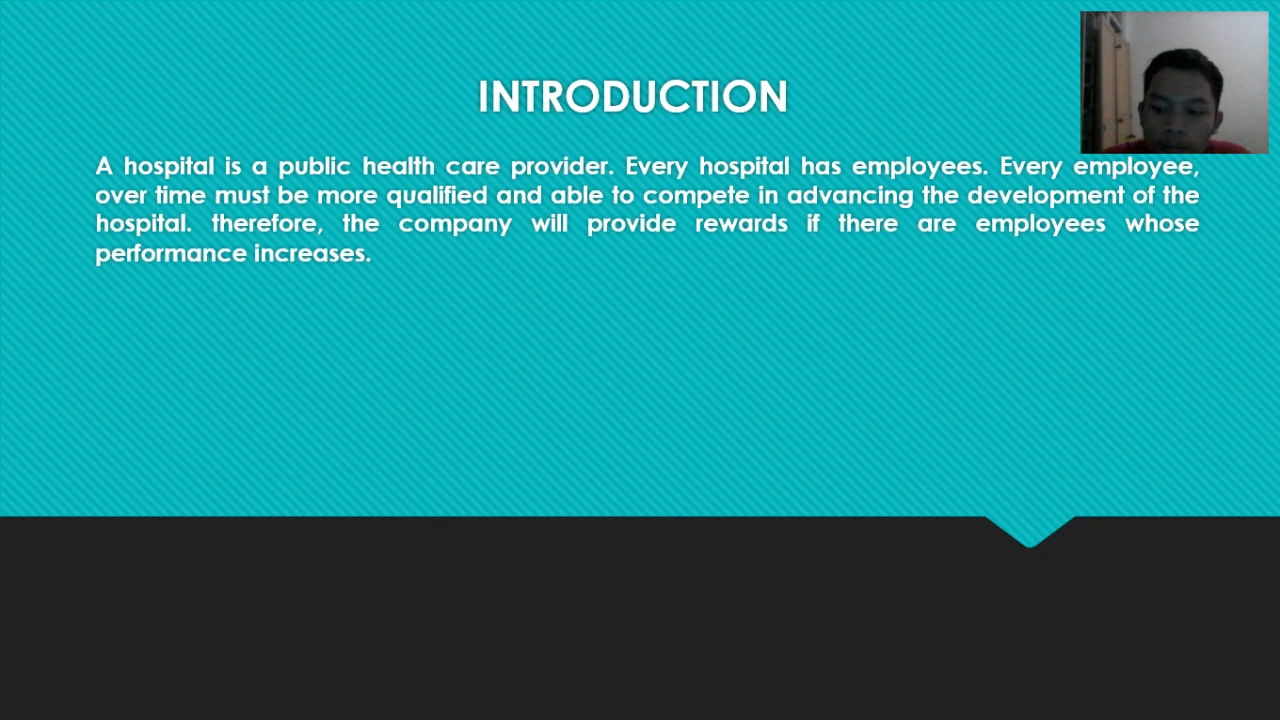 INTRODUCTION
A hospital is a public health care provider. Every hospital has employees. Every employee,
over time must be more qualified and able to compete in advancing the development of the
hospital. therefore, the company will provide rewards if there are employees whose
performance increases.